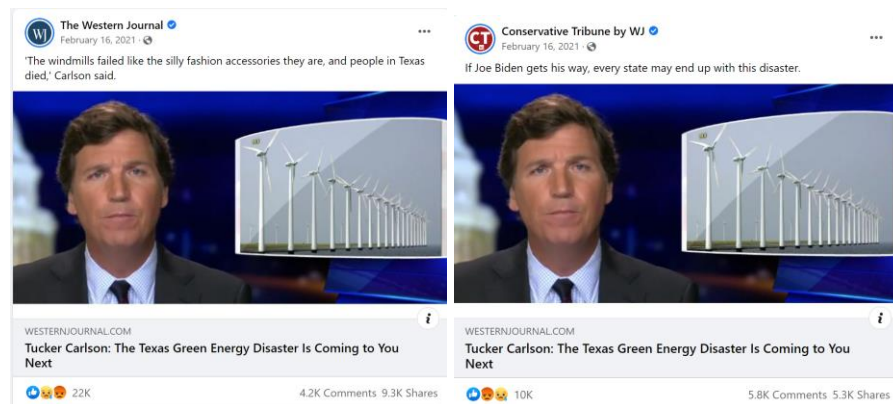 WJ
The Western Journal
February 16, 2021 ·
...
'The windmills failed like the silly fashion accessories they are, and people in Texas
died,' Carlson said.
i
WESTERNJOURNAL.COM
Tucker Carlson: The Texas Green Energy Disaster Is Coming to You
Next
22K
4.2K Comments 9.3K Shares
CT
Conservative Tribune by WJ
February 16, 2021 ·
...
If Joe Biden gets his way, every state may end up with this disaster.
i
WESTERNJOURNAL.COM
Tucker Carlson: The Texas Green Energy Disaster Is Coming to You
Next
10K
5.8K Comments 5.3K Shares